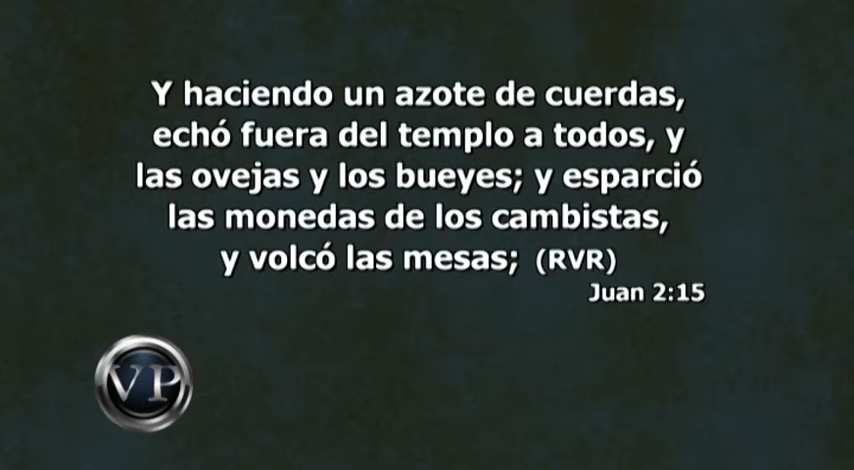 Y haciendo un azote de cuerdas,
echó fuera del templo a todos, y
las ovejas y los bueyes; y esparció
las monedas de los cambistas,
y volcó las mesas; (RVR)
Juan 2:15
VP